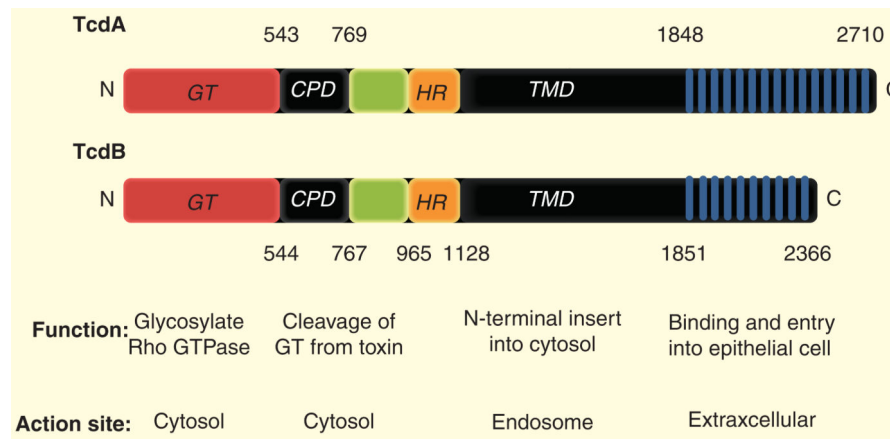 TcdA
543 769 1848 2710
N GT CPD HR TMD C
TcdB
N GT CPD HR TMD C
544 767 965 1128 1851 2366
Function: Glycosylate Rho GTPase
Cleavage of GT from toxin
N-terminal insert into cytosol
Binding and entry into epithelial cell
Action site: Cytosol Cytosol Endosome Extraxcellular